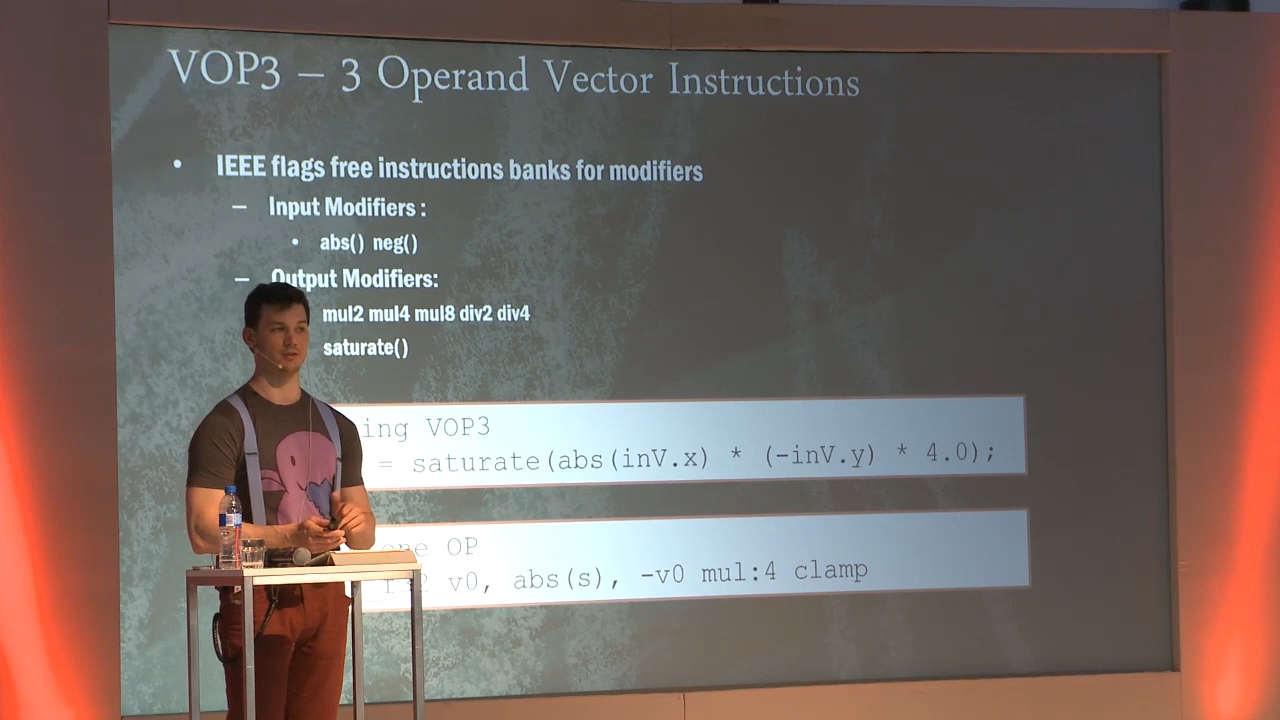 VOP3 – 3 Operand Vector Instructions
• IEEE flags free instructions banks for modifiers
– Input Modifiers :
• abs() neg()
– Output Modifiers:
mul2 mul4 mul8 div2 div4
saturate()
ing VOP3
= saturate(abs(inV.x) * (-inV.y) * 4.0);
one OP
v0, abs(s), -v0 mul:4 clamp